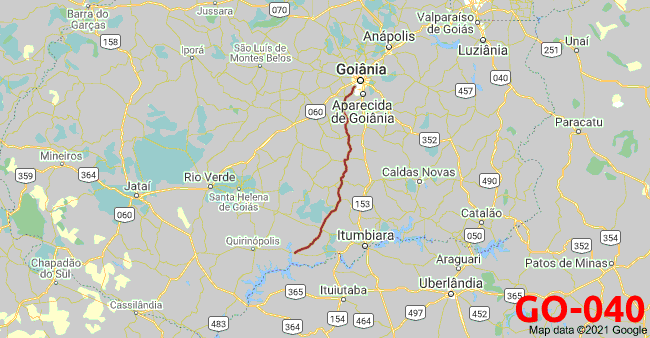 Barra do
Garças
Jussara
070
Valparaíso
de Goiás
Anápolis
Luziânia
Unaí
251
158
Iporá
São Luís de
Montes Belos
Goiânia
040
457
060
Aparecida
de Goiânia
Paracatu
352
Mineiros
359
364
Jataí
060
Rio Verde
Santa Helena
de Goiás
Caldas Novas
490
153
Catalão
050
Quirinópolis
Itumbiara
354
Araguari
Patos de Minas
Chapadão
do Sul
Cassilândia
365
Ituiutaba
Uberlândia
483
364
154
464
497
452
365
GO-040
Map data ©2021 Google